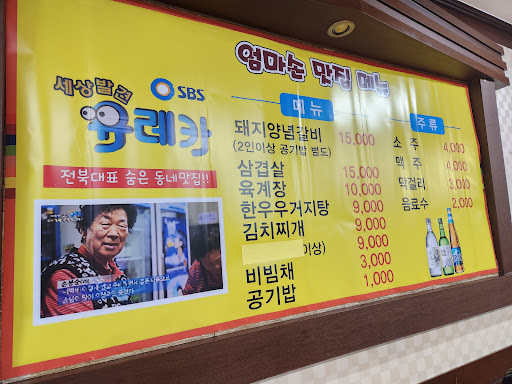 엄마손 맛집 메뉴
세상발견
SBS
유레카
전북대표 숨은 동네맛집!!
메뉴
돼지양념갈비 15,000
(2인이상 공기밥 별도)
삼겹살 15,000
육계장 10,000
한우우거지탕 9,000
김치찌개 9,000
이상) 9,000
비빔채 3,000
공기밥 1,000
주류
소주 4,000
맥주 4,000
막걸리 3,000
음료수 2,000